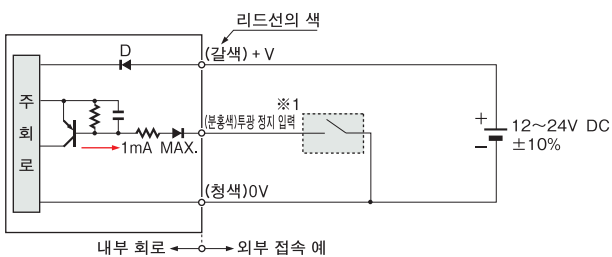 리드선의 색
D
(갈색) + V
주 회 로
※1
(분홍색)투광 정지 입력
1mA MAX.
+
12～24V DC
−
±10%
(청색)0V
내부 회로
외부 접속 예